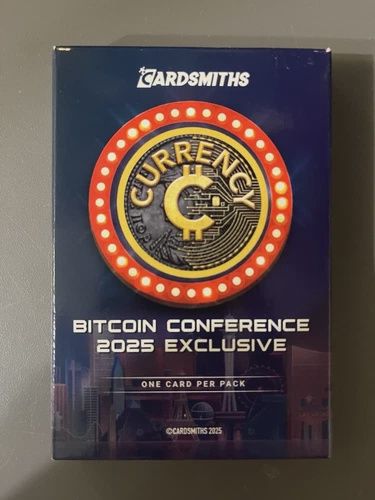 CARDSMITHS
CURRENCY
BITCOIN CONFERENCE
2025 EXCLUSIVE
ONE CARD PER PACK
©CARDSMITHS 2025